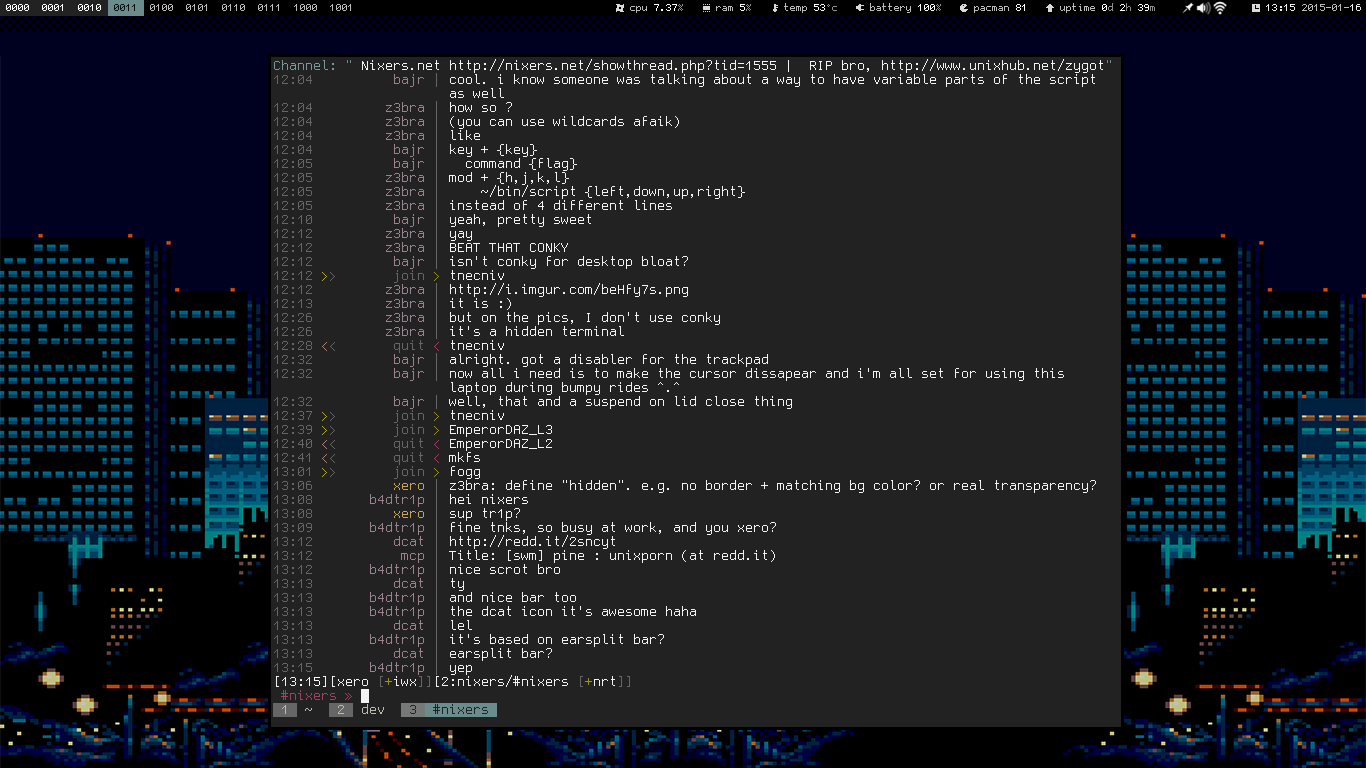 0000 0001 0010 0011 0100 0101 0110 0111 1000 1001 cpu 7.37% ram 5% temp 53°c battery 100% pacman 81 uptime 0d 2h 39m 13:15 2015-01-16
Channel: " Nixers.net http://nixers.net/showthread.php?tid=1555 |  RIP bro, http://www.unixhub.net/zygot"
12:04 bajr | cool. i know someone was talking about a way to have variable parts of the script
as well
12:04 z3bra | how so ?
12:04 z3bra | (you can use wildcards afaik)
12:04 z3bra | like
12:04 bajr | key + {key}
12:05 bajr | command {flag}
12:05 z3bra | mod + {h,j,k,l}
12:05 z3bra | ~/bin/script {left,down,up,right}
12:05 z3bra | instead of 4 different lines
12:10 bajr | yeah, pretty sweet
12:12 z3bra | yay
12:12 z3bra | BEAT THAT CONKY
12:12 bajr | isn't conky for desktop bloat?
12:12 >> join > tnecniv
12:12 z3bra | http://i.imgur.com/beHfy7s.png
12:13 z3bra | it is :)
12:26 z3bra | but on the pics, I don't use conky
12:26 z3bra | it's a hidden terminal
12:28 << quit < tnecniv
12:32 bajr | alright. got a disabler for the trackpad
12:32 bajr | now all i need is to make the cursor dissapear and i'm all set for using this
laptop during bumpy rides ^.^
12:32 bajr | well, that and a suspend on lid close thing
12:37 >> join > tnecniv
12:39 >> join > EmperorDAZ_L3
12:40 << quit < EmperorDAZ_L2
12:41 << quit < mkfs
13:01 >> join > fogg
13:06 xero | z3bra: define "hidden". e.g. no border + matching bg color? or real transparency?
13:08 b4dtr1p | hei nixers
13:08 xero | sup tr1p?
13:09 b4dtr1p | fine tnks, so busy at work, and you xero?
13:12 dcat | http://redd.it/2sncyt
13:12 mcp | Title: [swm] pine : unixporn (at redd.it)
13:12 b4dtr1p | nice scrot bro
13:13 dcat | ty
13:13 b4dtr1p | and nice bar too
13:13 b4dtr1p | the dcat icon it's awesome haha
13:13 dcat | lel
13:13 b4dtr1p | it's based on earsplit bar?
13:13 dcat | earsplit bar?
13:15 b4dtr1p | yep
[13:15][xero [+iwx]][2:nixers/#nixers [+nrt]]
#nixers »
1 ~ 2 dev 3 #nixers